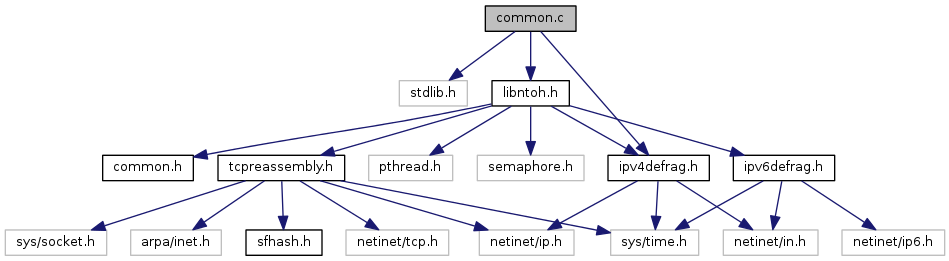 common.c
stdlib.h
libntoh.h
common.h
tcpreassembly.h
pthread.h
semaphore.h
ipv4defrag.h
ipv6defrag.h
sys/socket.h
arpa/inet.h
sfhash.h
netinet/tcp.h
netinet/ip.h
sys/time.h
netinet/in.h
netinet/ip6.h